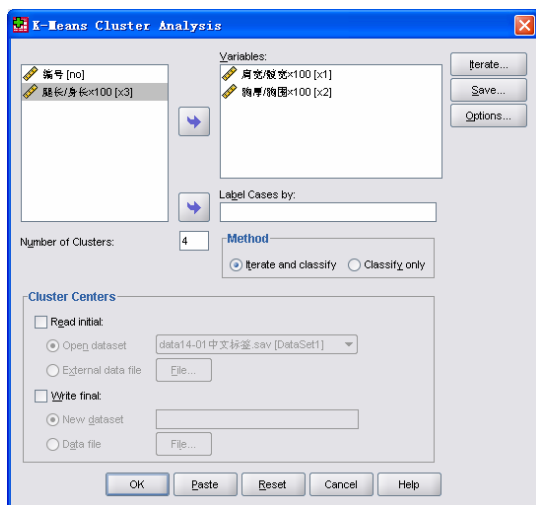 K-Means Cluster Analysis
编号 [no]
腿长/身长×100 [x3]
Variables:
肩宽/髋宽×100 [x1]
胸厚/胸围×100 [x2]
Iterate...
Save...
Options...
Label Cases by:
Number of Clusters:
4
Method
Iterate and classify
Classify only
Cluster Centers
Read initial:
Open dataset
data14-01中文标签.sav [DataSet1]
External data file
File...
Write final:
New dataset
Data file
File...
OK
Paste
Reset
Cancel
Help